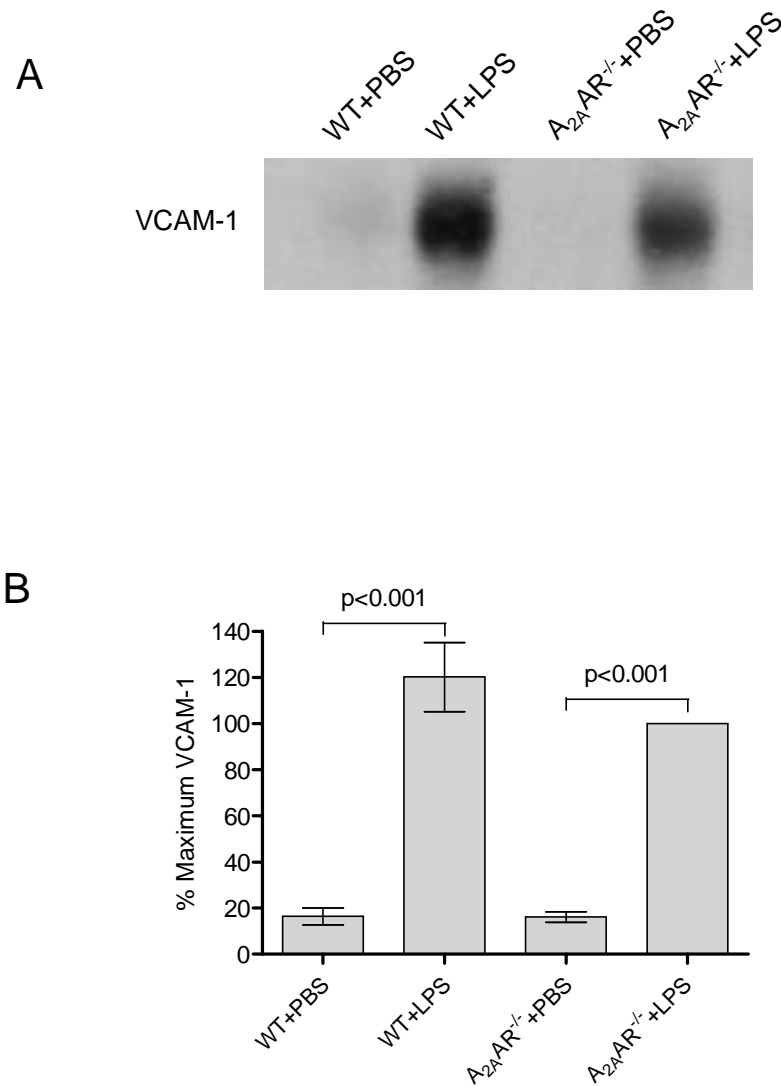 A
WT+PBS
WT+LPS
A2AAR-/-+PBS
A2AAR-/-+LPS
VCAM-1
B
p<0.001
p<0.001
% Maximum VCAM-1
140
120
100
80
60
40
20
0
WT+PBS
WT+LPS
A2AAR-/-+PBS
A2AAR-/-+LPS